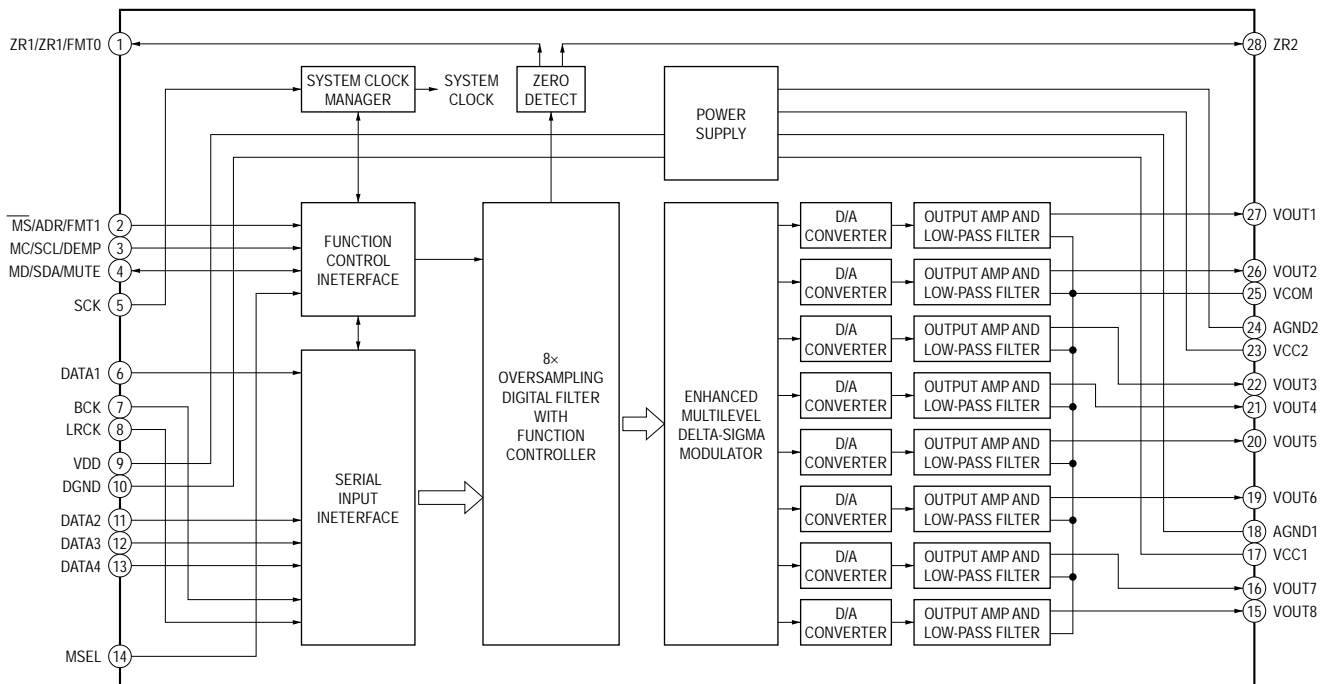 ZR1/ZR1/FMT0 1
28 ZR2
SYSTEM CLOCK
MANAGER
SYSTEM
CLOCK
ZERO
DETECT
POWER
SUPPLY
MS/ADR/FMT1 2
MC/SCL/DEMP 3
MD/SDA/MUTE 4
SCK 5
DATA1 6
BCK 7
LRCK 8
VDD 9
DGND 10
DATA2 11
DATA3 12
DATA4 13
MSEL 14
FUNCTION
CONTROL
INETERFACE
SERIAL
INPUT
INETERFACE
8×
OVERSAMPLING
DIGITAL FILTER
WITH
FUNCTION
CONTROLLER
ENHANCED
MULTILEVEL
DELTA-SIGMA
MODULATOR
D/A
CONVERTER
OUTPUT AMP AND
LOW-PASS FILTER
D/A
CONVERTER
OUTPUT AMP AND
LOW-PASS FILTER
D/A
CONVERTER
OUTPUT AMP AND
LOW-PASS FILTER
D/A
CONVERTER
OUTPUT AMP AND
LOW-PASS FILTER
D/A
CONVERTER
OUTPUT AMP AND
LOW-PASS FILTER
D/A
CONVERTER
OUTPUT AMP AND
LOW-PASS FILTER
D/A
CONVERTER
OUTPUT AMP AND
LOW-PASS FILTER
D/A
CONVERTER
OUTPUT AMP AND
LOW-PASS FILTER
27 VOUT1
26 VOUT2
25 VCOM
24 AGND2
23 VCC2
22 VOUT3
21 VOUT4
20 VOUT5
19 VOUT6
18 AGND1
17 VCC1
16 VOUT7
15 VOUT8